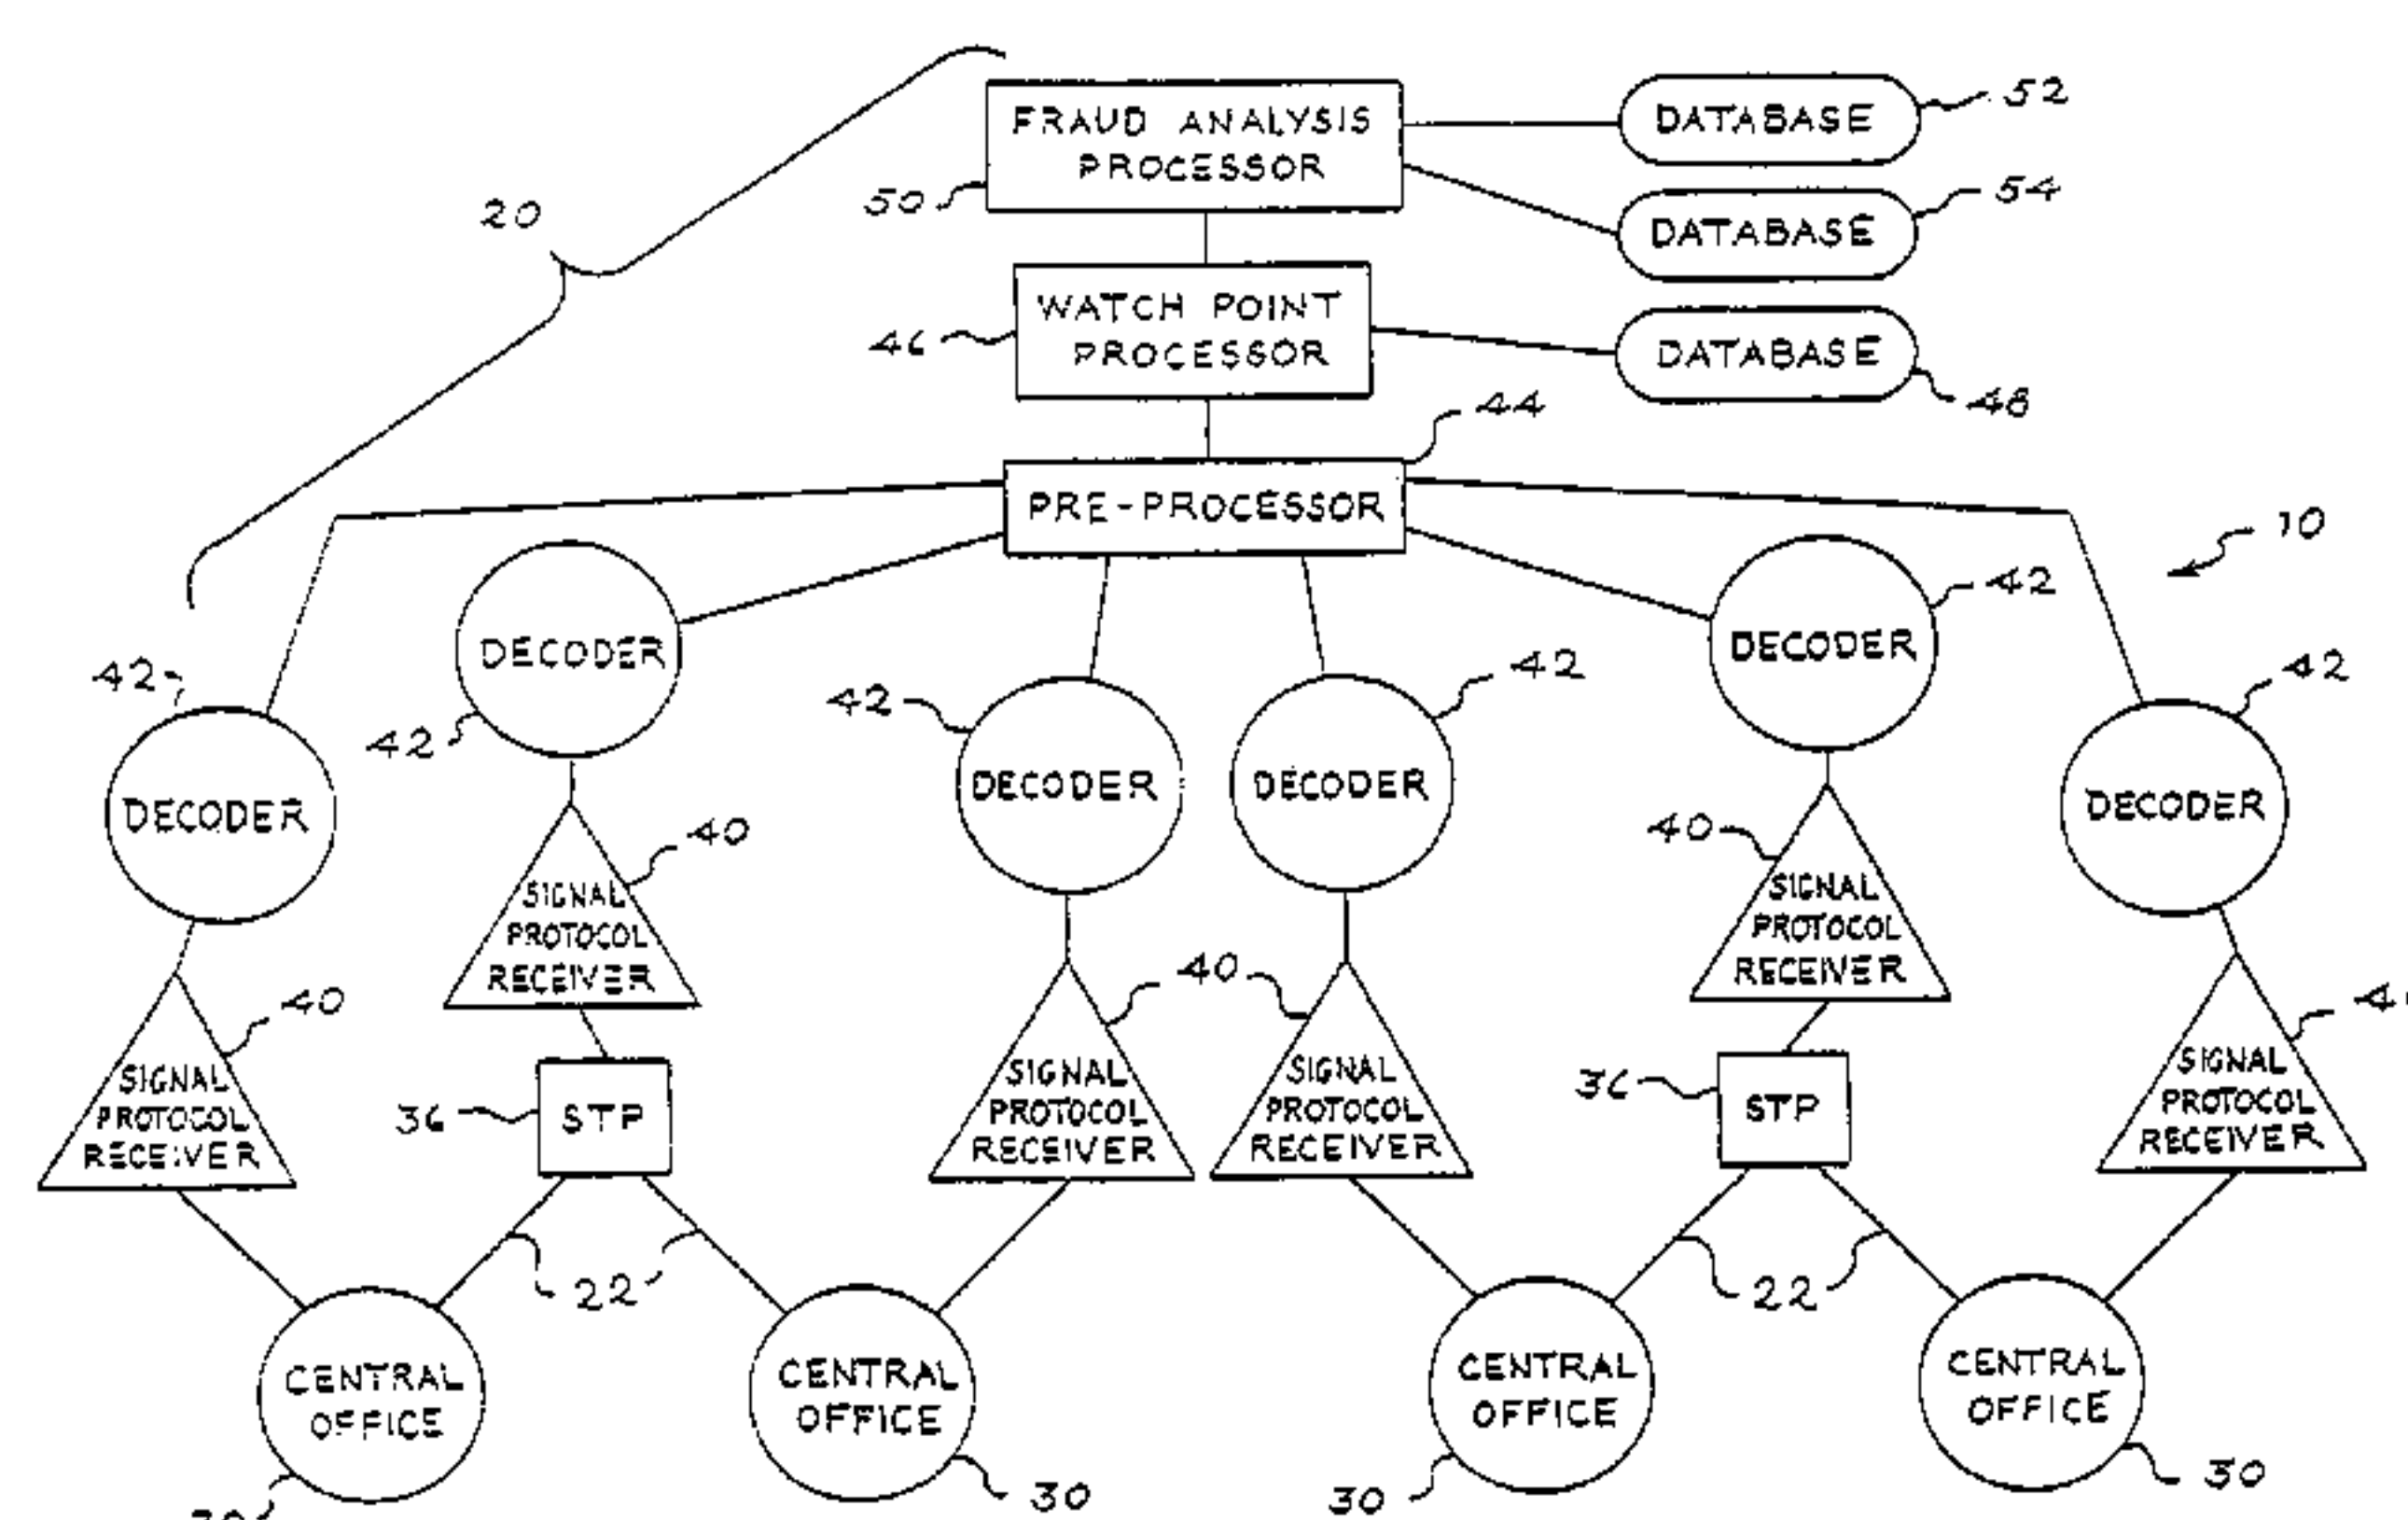 FRAUD ANALYSIS
PROCESSOR
50
DATABASE
52
DATABASE
54
20
WATCH POINT
PROCESSOR
46
DATABASE
48
44
PRE-PROCESSOR
10
DECODER
42
DECODER
42
42
DECODER
42
DECODER
42
DECODER
42
DECODER
40
SIGNAL
PROTOCOL
RECEIVER
40
SIGNAL
PROTOCOL
RECEIVER
40
SIGNAL
PROTOCOL
RECEIVER
40
SIGNAL
PROTOCOL
RECEIVER
SIGNAL
PROTOCOL
RECEIVER
SIGNAL
PROTOCOL
RECEIVER
36
STP
36
STP
22
22
CENTRAL
OFFICE
CENTRAL
OFFICE
30
CENTRAL
OFFICE
30
CENTRAL
OFFICE
30